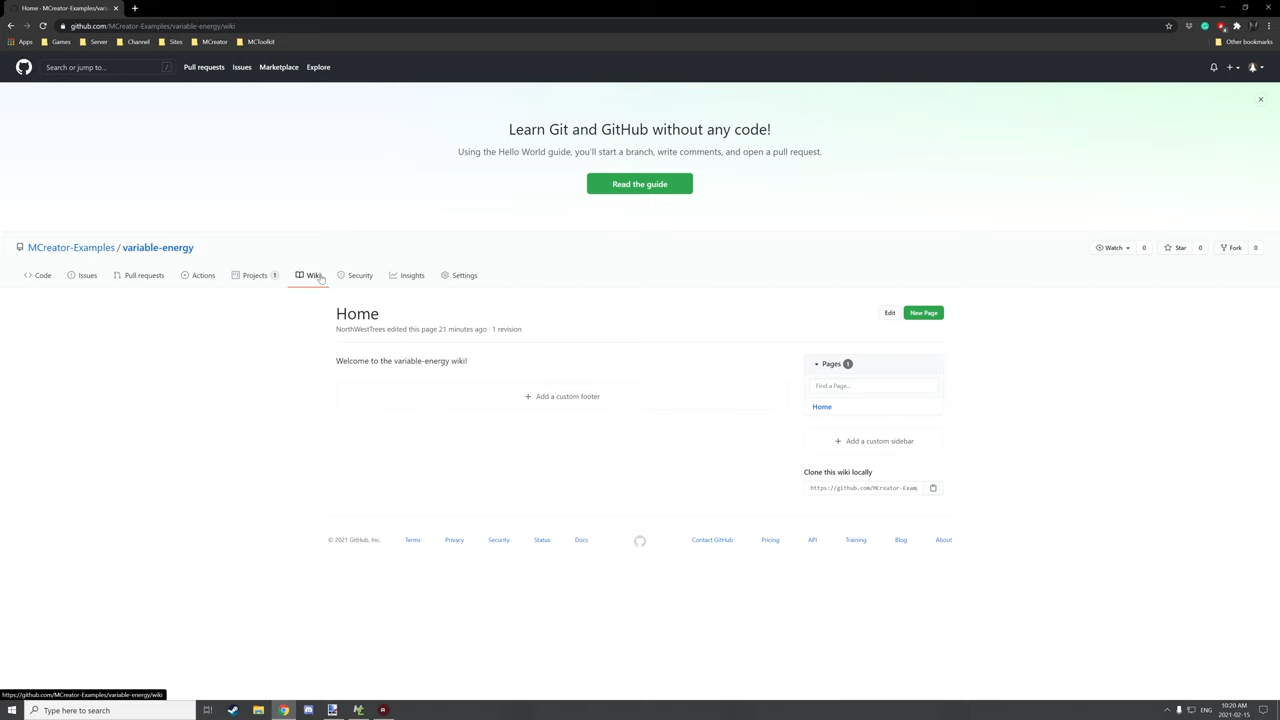 Home · MCreator-Examples/varia
github.com/MCreator-Examples/variable-energy/wiki
Apps Games Server Channel Sites MCreator MCToolkit Other bookmarks
Search or jump to... / Pull requests Issues Marketplace Explore
Learn Git and GitHub without any code!
Using the Hello World guide, you'll start a branch, write comments, and open a pull request.
Read the guide
MCreator-Examples / variable-energy Watch 0 Star 0 Fork 0
Code Issues Pull requests Actions Projects 1 Wiki Security Insights Settings
Home Edit New Page
NorthWestTrees edited this page 21 minutes ago · 1 revision
Welcome to the variable-energy wiki!
Add a custom footer
Pages 1
Find a Page...
Home
Add a custom sidebar
Clone this wiki locally
https://github.com/MCreator-Exam
© 2021 GitHub, Inc. Terms Privacy Security Status Docs Contact GitHub Pricing API Training Blog About
https://github.com/MCreator-Examples/variable-energy/wiki
Type here to search
ENG
10:20 AM
2021-02-15